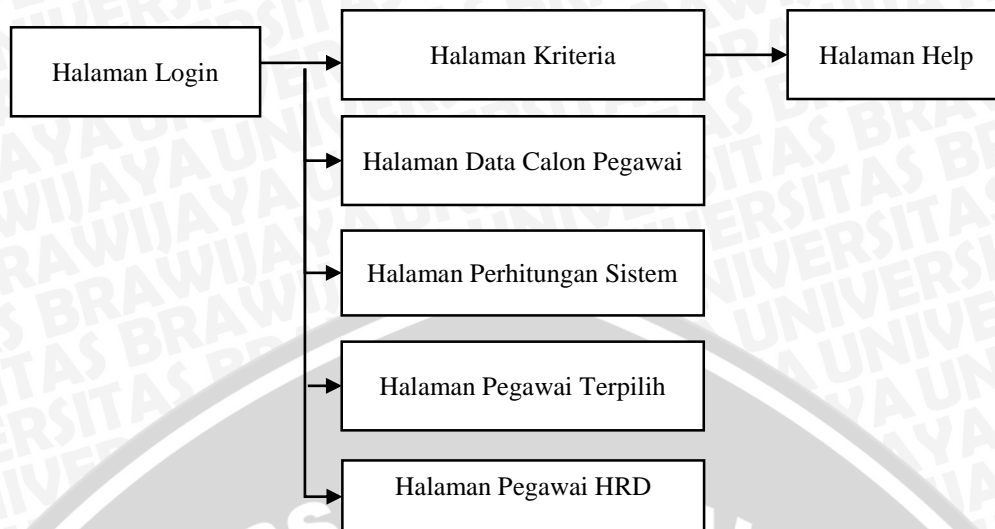 Halaman Login
Halaman Kriteria
Halaman Help
Halaman Data Calon Pegawai
Halaman Perhitungan Sistem
Halaman Pegawai Terpilih
Halaman Pegawai HRD